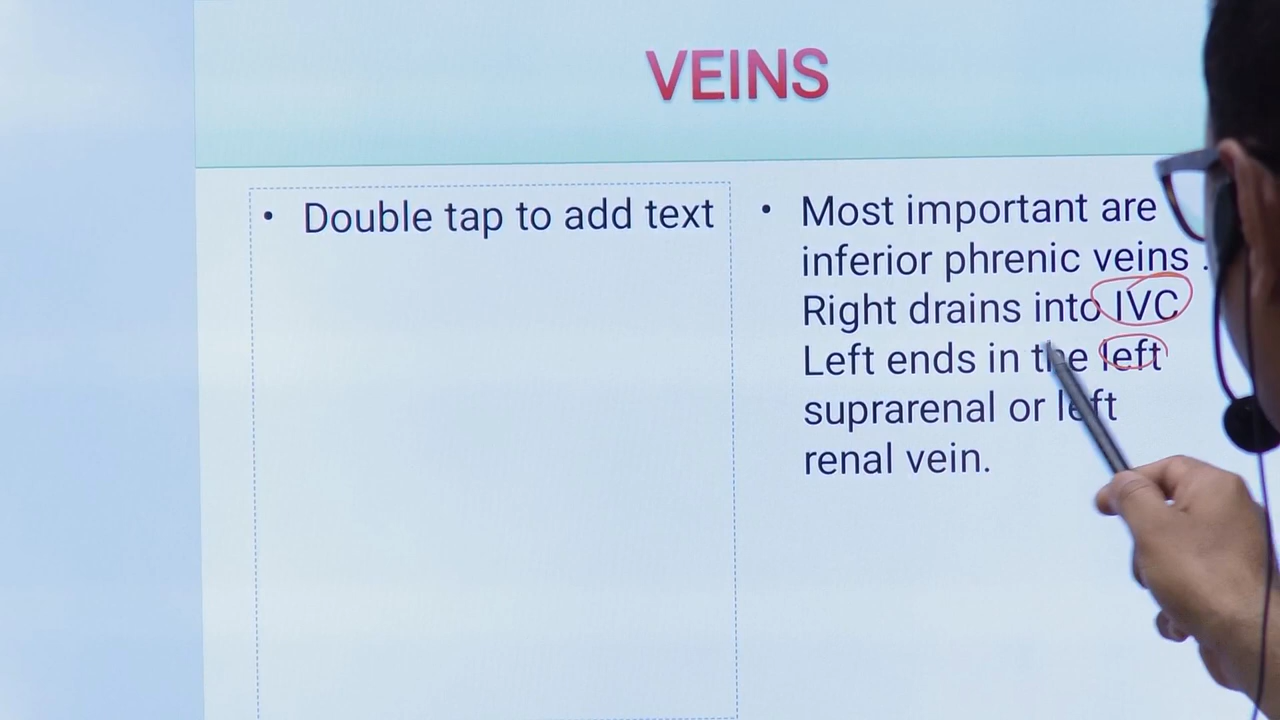 VEINS
• Double tap to add text
• Most important are
inferior phrenic veins .
Right drains into IVC
Left ends in the left
suprarenal or left
renal vein.